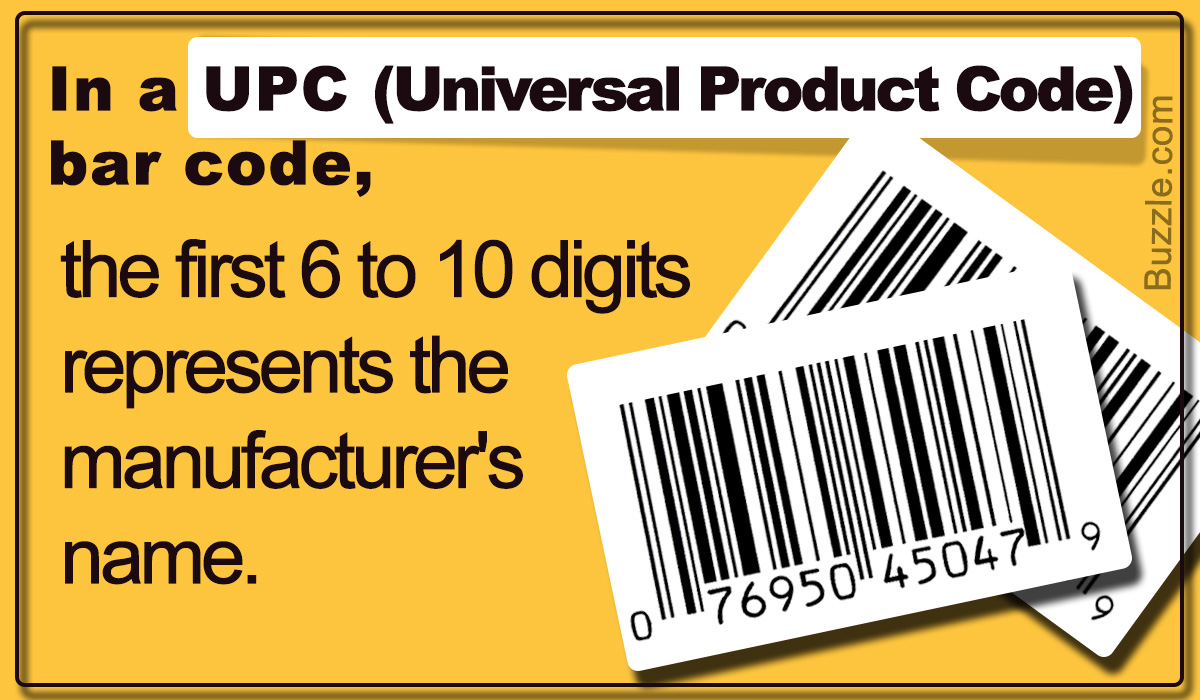 In a UPC (Universal Product Code)
bar code,
the first 6 to 10 digits
represents the
manufacturer's
name.
Buzzle.com
0 76950 45047 9
9